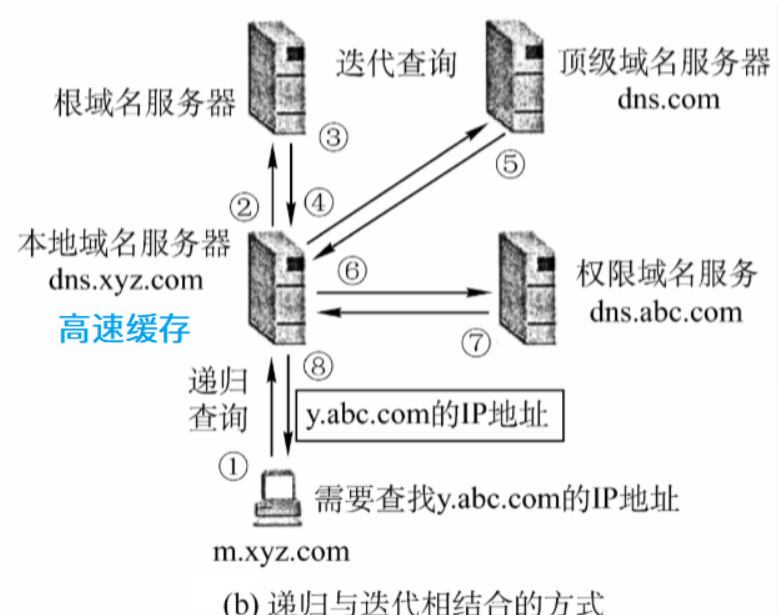 迭代查询
顶级域名服务器
dns.com
根域名服务器
③
⑤
②
④
本地域名服务器
dns.xyz.com
高速缓存
⑥
权限域名服务
dns.abc.com
⑦
⑧
递归
查询
y.abc.com的IP地址
①
需要查找y.abc.com的IP地址
m.xyz.com
(b) 递归与迭代相结合的方式